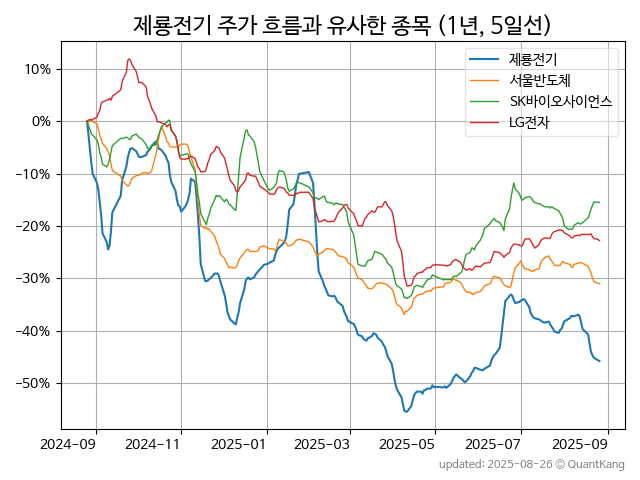 제룡전기 주가 흐름과 유사한 종목 (1년, 5일선)
제룡전기
서울반도체
SK바이오사이언스
LG전자
10%
0%
−10%
−20%
−30%
−40%
−50%
2024-09
2024-11
2025-01
2025-03
2025-05
2025-07
2025-09
updated: 2025-08-26 © QuantKang